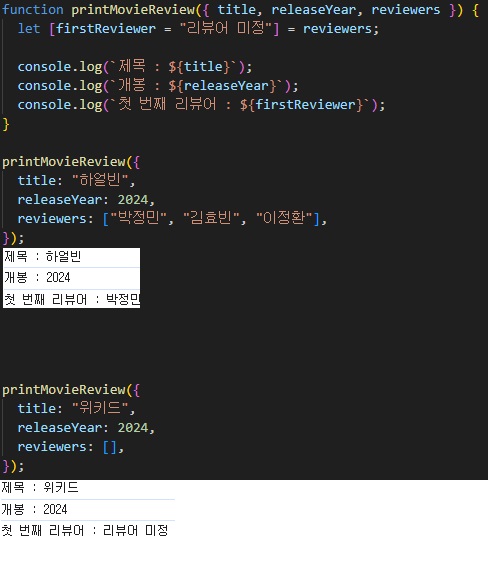 function printMovieReview({ title, releaseYear, reviewers }) {
  let [firstReviewer = "리뷰어 미정"] = reviewers;
  console.log(`제목 : ${title}`);
  console.log(`개봉 : ${releaseYear}`);
  console.log(`첫 번째 리뷰어 : ${firstReviewer}`);
}
printMovieReview({
  title: "하얼빈",
  releaseYear: 2024,
  reviewers: ["박정민", "김효빈", "이정환"],
});
제목 : 하얼빈
개봉 : 2024
첫 번째 리뷰어 : 박정민
printMovieReview({
  title: "위키드",
  releaseYear: 2024,
  reviewers: [],
});
제목 : 위키드
개봉 : 2024
첫 번째 리뷰어 : 리뷰어 미정